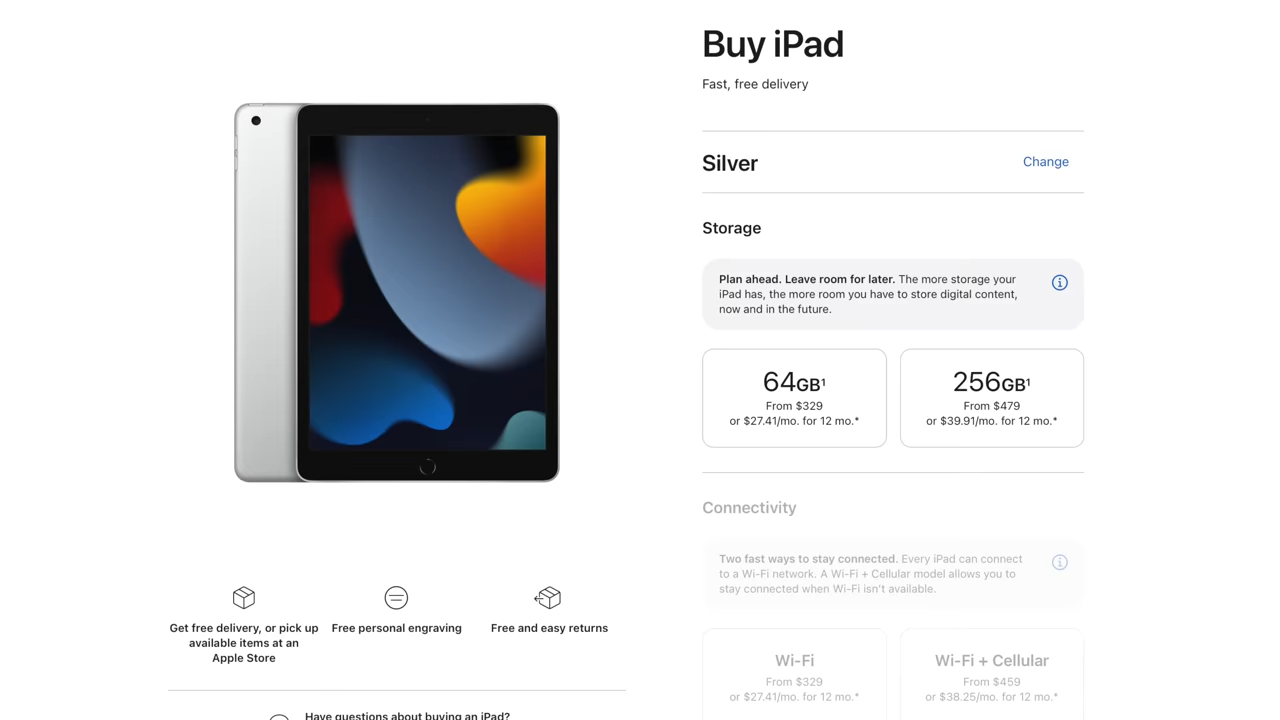 Buy iPad
Fast, free delivery
Silver
Change
Storage
Plan ahead. Leave room for later. The more storage your
iPad has, the more room you have to store digital content,
now and in the future.
64GB¹
From $329
or $27.41/mo. for 12 mo.*
256GB¹
From $479
or $39.91/mo. for 12 mo.*
Connectivity
Two fast ways to stay connected. Every iPad can connect
to a Wi-Fi network. A Wi-Fi + Cellular model allows you to
stay connected when Wi-Fi isn't available.
Wi-Fi
From $329
or $27.41/mo. for 12 mo.*
Wi-Fi + Cellular
From $459
or $38.25/mo. for 12 mo.*
Get free delivery, or pick up
available items at an
Apple Store
Free personal engraving
Free and easy returns
Have questions about buying an iPad?